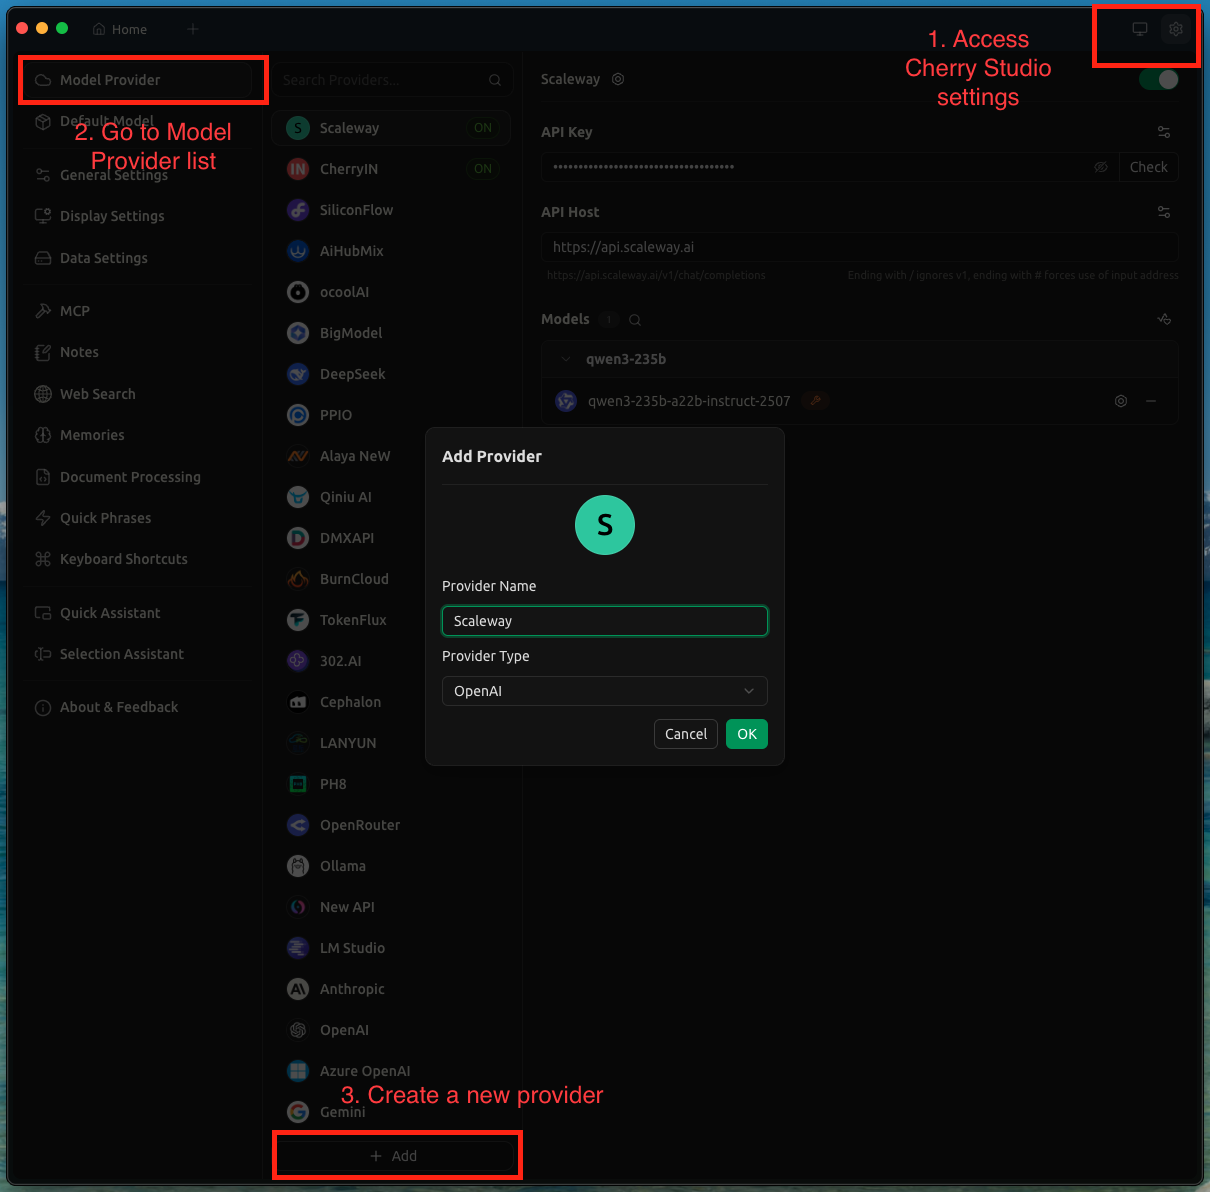 Home
1. Access
Cherry Studio
settings
Model Provider
Default Model
2. Go to Model
Provider list
General Settings
Display Settings
Data Settings
MCP
Notes
Web Search
Memories
Document Processing
Quick Phrases
Keyboard Shortcuts
Quick Assistant
Selection Assistant
About & Feedback
Search Providers...
S Scaleway ON
IN CherryIN ON
SiliconFlow
AiHubMix
ocoolAI
BigModel
DeepSeek
PPIO
Alaya NeW
Qiniu AI
DMXAPI
BurnCloud
TokenFlux
302.AI
Cephalon
LANYUN
PH8
OpenRouter
Ollama
New API
LM Studio
Anthropic
OpenAI
Azure OpenAI
3. Create a new provider
Gemini
+ Add
Scaleway
API Key
Check
API Host
https://api.scaleway.ai
https://api.scaleway.ai/v1/chat/completions Ending with / ignores v1, ending with # forces use of input address
Models 1
qwen3-235b
qwen3-235b-a22b-instruct-2507
Add Provider
S
Provider Name
Scaleway
Provider Type
OpenAI
Cancel OK